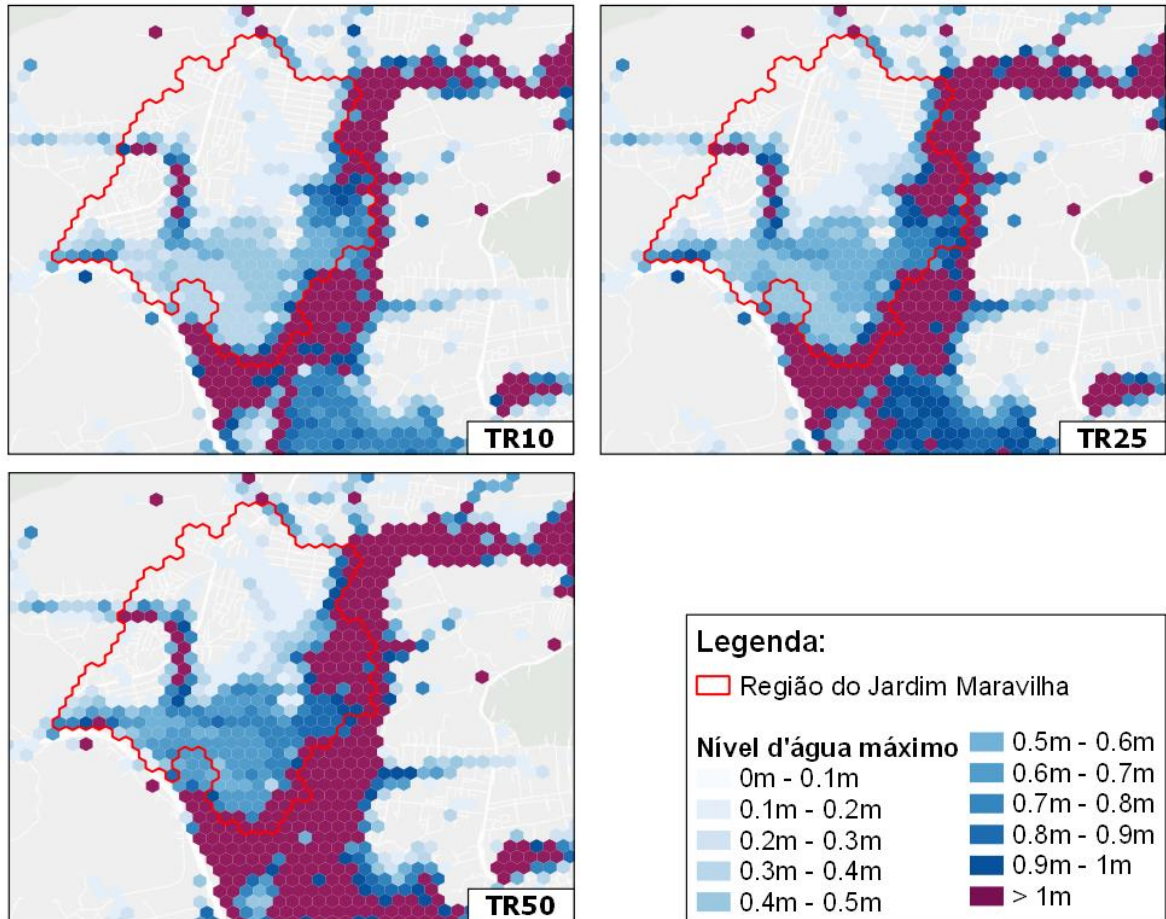 TR10
TR25
TR50
Legenda:
Região do Jardim Maravilha
Nível d'água máximo
0m - 0.1m
0.1m - 0.2m
0.2m - 0.3m
0.3m - 0.4m
0.4m - 0.5m
0.5m - 0.6m
0.6m - 0.7m
0.7m - 0.8m
0.8m - 0.9m
0.9m - 1m
> 1m